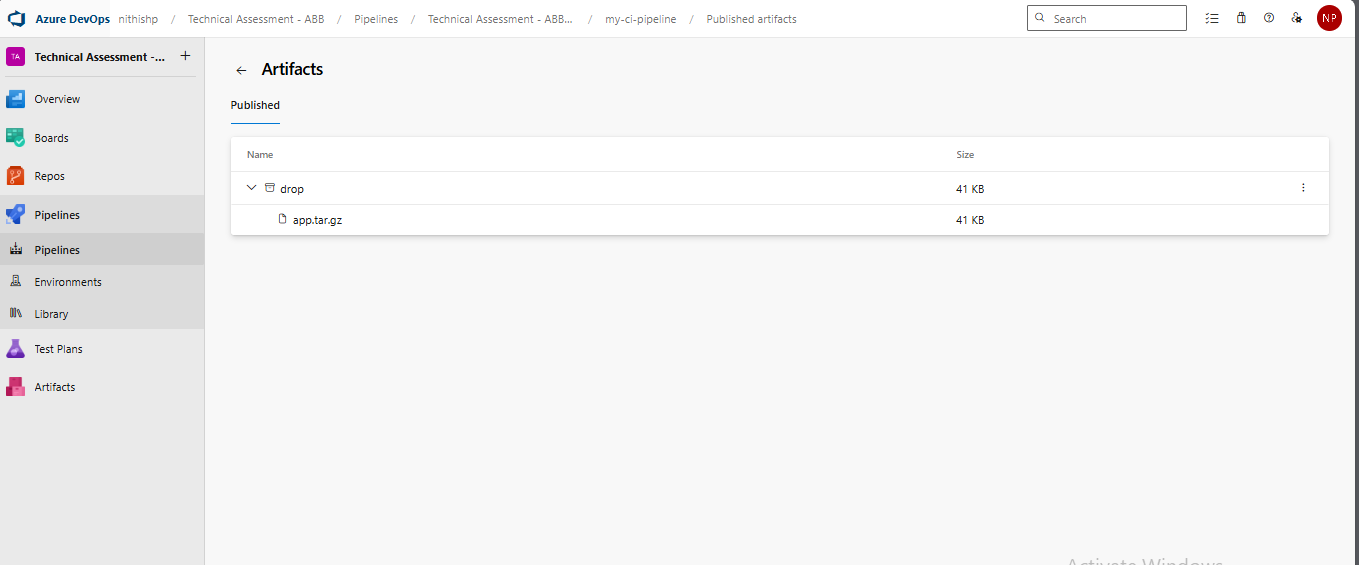 Azure DevOps nithishp / Technical Assessment - ABB / Pipelines / Technical Assessment - ABB... / my-ci-pipeline / Published artifacts Search NP
TA Technical Assessment -... +
Overview
Boards
Repos
Pipelines
Pipelines
Environments
Library
Test Plans
Artifacts
← Artifacts
Published
Name Size
drop 41 KB
app.tar.gz 41 KB
Activate Windows